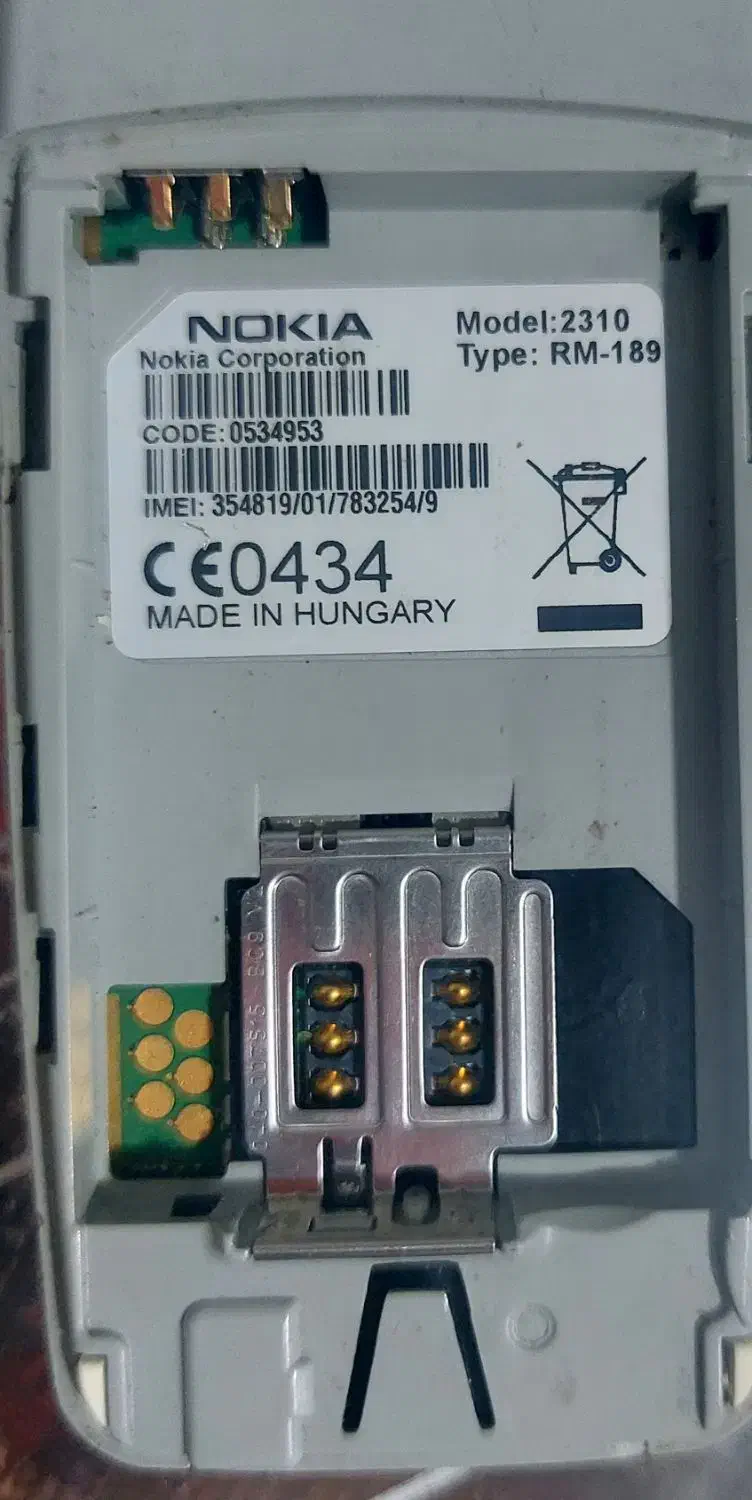 NOKIA
Nokia Corporation
Model:2310
Type: RM-189
CODE: 0534953
IMEI: 354819/01/783254/9
CE0434
MADE IN HUNGARY